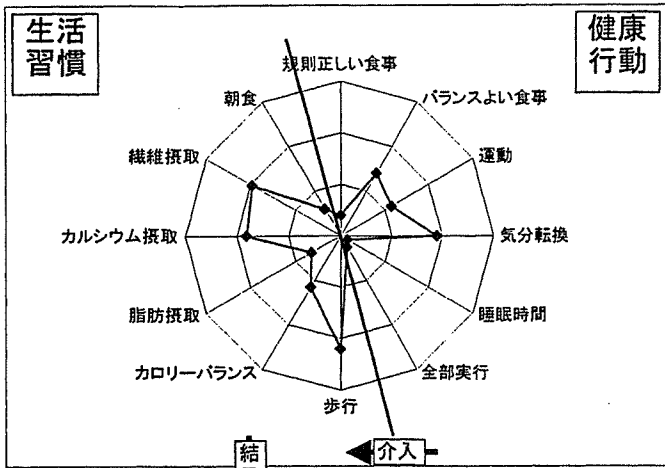 生活
習慣
健康
行動
規則正しい食事
朝食
バランスよい食事
繊維摂取
運動
カルシウム摂取
気分転換
脂肪摂取
睡眠時間
カロリーバランス
全部実行
歩行
結
介入